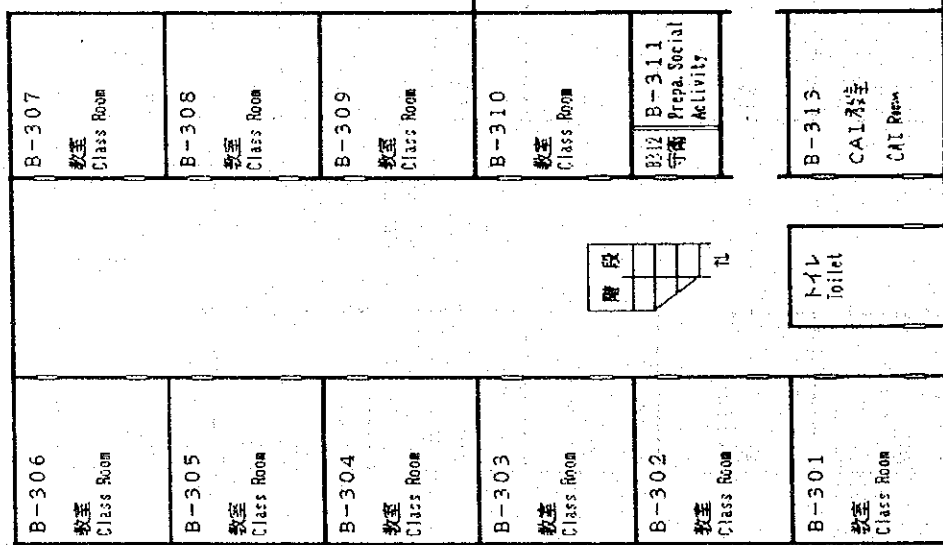 B-307
教室
Class Room
B-308
教室
Class Room
B-309
教室
Class Room
B-310
教室
Class Room
B-311
Prepa. Social
Activity
B312
守衛
B-313
CAI教室
CAI Room
階段
トイレ
Toilet
B-306
教室
Class Room
B-305
教室
Class Room
B-304
教室
Class Room
B-303
教室
Class Room
B-302
教室
Class Room
B-301
教室
Class Room